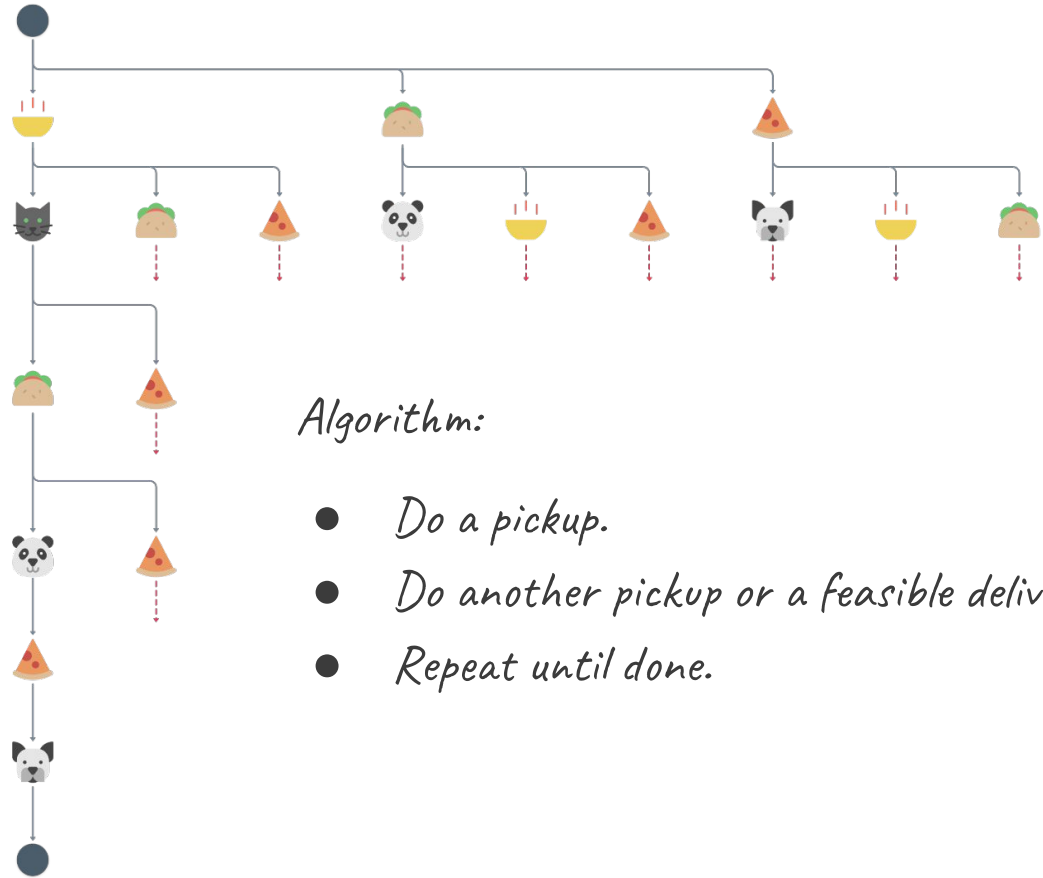 Algorithm:
● Do a pickup.
● Do another pickup or a feasible deliv
● Repeat until done.